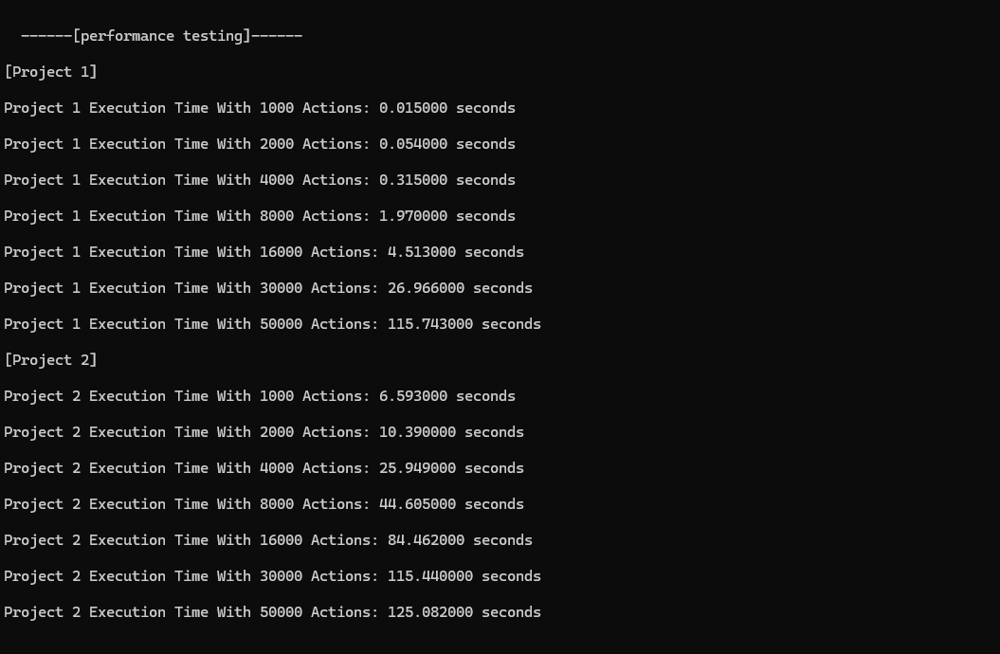 ------[performance testing]------
[Project 1]
Project 1 Execution Time With 1000 Actions: 0.015000 seconds
Project 1 Execution Time With 2000 Actions: 0.054000 seconds
Project 1 Execution Time With 4000 Actions: 0.315000 seconds
Project 1 Execution Time With 8000 Actions: 1.970000 seconds
Project 1 Execution Time With 16000 Actions: 4.513000 seconds
Project 1 Execution Time With 30000 Actions: 26.966000 seconds
Project 1 Execution Time With 50000 Actions: 115.743000 seconds
[Project 2]
Project 2 Execution Time With 1000 Actions: 6.593000 seconds
Project 2 Execution Time With 2000 Actions: 10.390000 seconds
Project 2 Execution Time With 4000 Actions: 25.949000 seconds
Project 2 Execution Time With 8000 Actions: 44.605000 seconds
Project 2 Execution Time With 16000 Actions: 84.462000 seconds
Project 2 Execution Time With 30000 Actions: 115.440000 seconds
Project 2 Execution Time With 50000 Actions: 125.082000 seconds